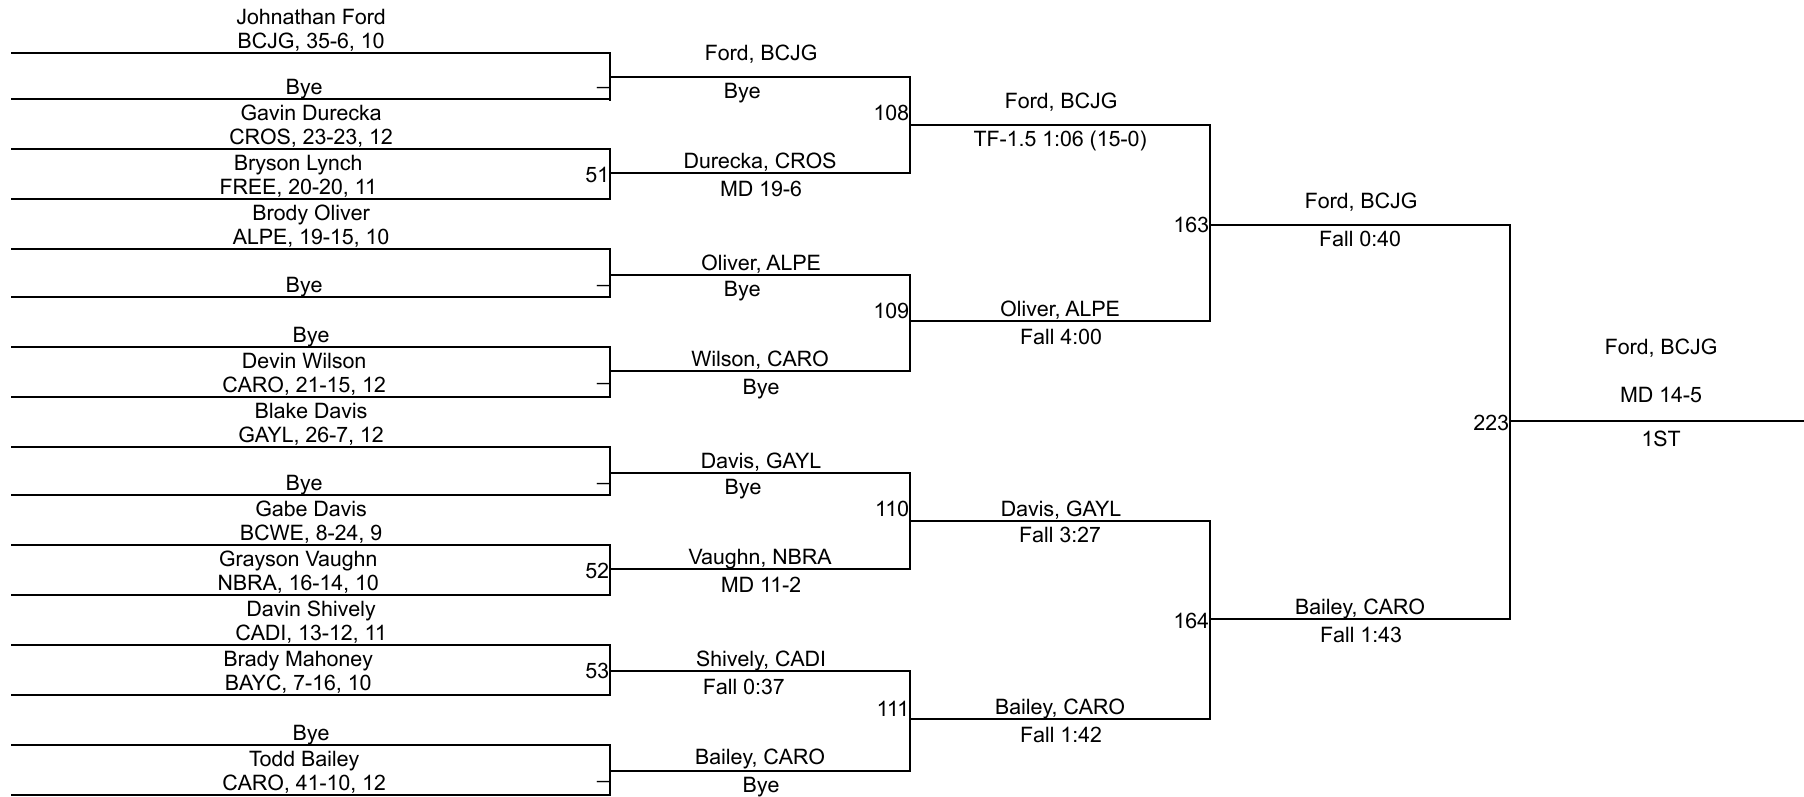 Johnathan Ford
BCJG, 35-6, 10
Bye
Gavin Durecka
CROS, 23-23, 12
Bryson Lynch
FREE, 20-20, 11
51
Brody Oliver
ALPE, 19-15, 10
Bye
Bye
Devin Wilson
CARO, 21-15, 12
Blake Davis
GAYL, 26-7, 12
Bye
Gabe Davis
BCWE, 8-24, 9
Grayson Vaughn
NBRA, 16-14, 10
52
Davin Shively
CADI, 13-12, 11
Brady Mahoney
BAYC, 7-16, 10
53
Bye
Todd Bailey
CARO, 41-10, 12
Ford, BCJG
Bye
108
Durecka, CROS
MD 19-6
Oliver, ALPE
Bye
109
Wilson, CARO
Bye
Davis, GAYL
Bye
110
Vaughn, NBRA
MD 11-2
Shively, CADI
Fall 0:37
111
Bailey, CARO
Bye
Ford, BCJG
TF-1.5 1:06 (15-0)
163
Oliver, ALPE
Fall 4:00
Davis, GAYL
Fall 3:27
164
Bailey, CARO
Fall 1:42
Ford, BCJG
Fall 0:40
223
Bailey, CARO
Fall 1:43
Ford, BCJG
MD 14-5
1ST